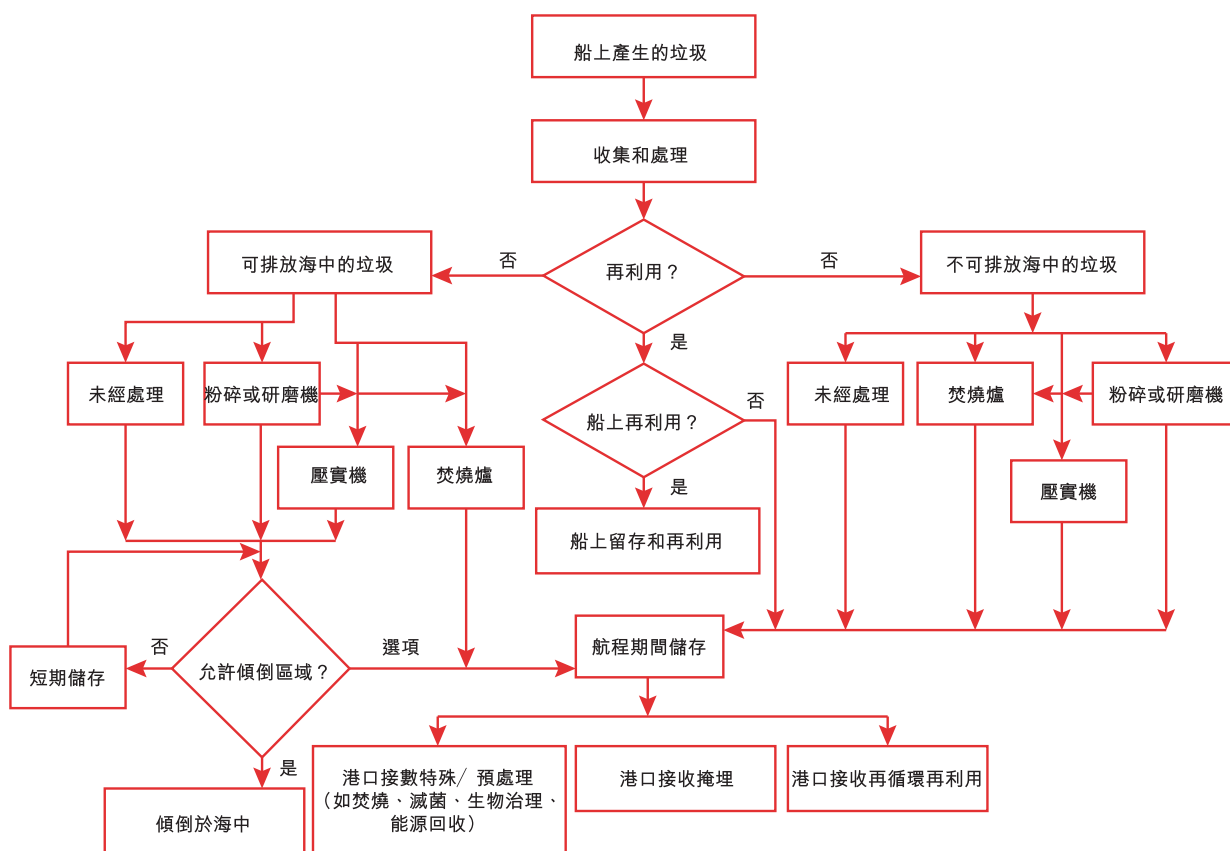 船上產生的垃圾
收集和處理
可排放海中的垃圾
否
再利用？
否
不可排放海中的垃圾
是
未經處理
粉碎或研磨機
壓實機
焚燒爐
船上再利用？
否
是
船上留存和再利用
未經處理
焚燒爐
粉碎或研磨機
壓實機
短期儲存
否
允許傾倒區域？
選項
航程期間儲存
是
傾倒於海中
港口接數特殊/ 預處理
（如焚燒、滅菌、生物治理、
能源回收）
港口接收掩埋
港口接收再循環再利用